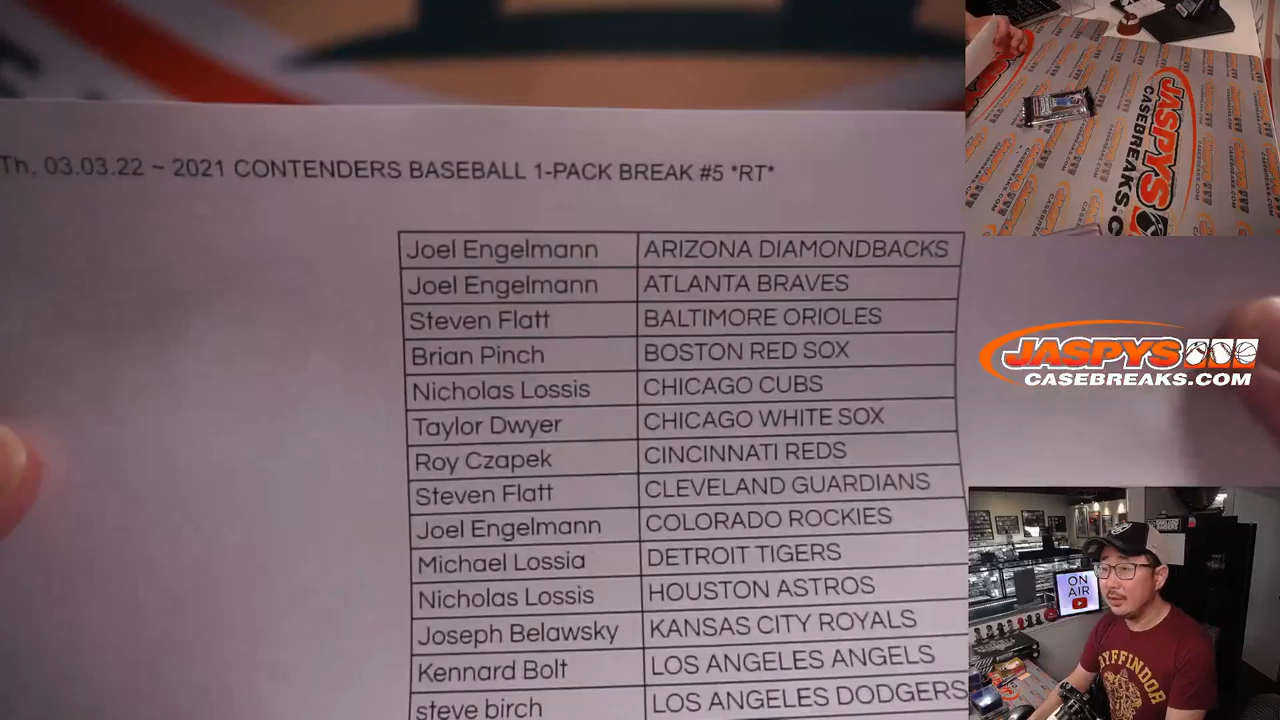 Th, 03.03.22 ~ 2021 CONTENDERS BASEBALL 1-PACK BREAK #5 *RT*
Joel Engelmann ARIZONA DIAMONDBACKS
Joel Engelmann ATLANTA BRAVES
Steven Flatt BALTIMORE ORIOLES
Brian Pinch BOSTON RED SOX
Nicholas Lossis CHICAGO CUBS
Taylor Dwyer CHICAGO WHITE SOX
Roy Czapek CINCINNATI REDS
Steven Flatt CLEVELAND GUARDIANS
Joel Engelmann COLORADO ROCKIES
Michael Lossia DETROIT TIGERS
Nicholas Lossis HOUSTON ASTROS
Joseph Belawsky KANSAS CITY ROYALS
Kennard Bolt LOS ANGELES ANGELS
steve birch LOS ANGELES DODGERS
JASPYS
CASEBREAKS.C
JASPYS
CASEBREAKS.COM
ON
AIR
GRYFFINDOR